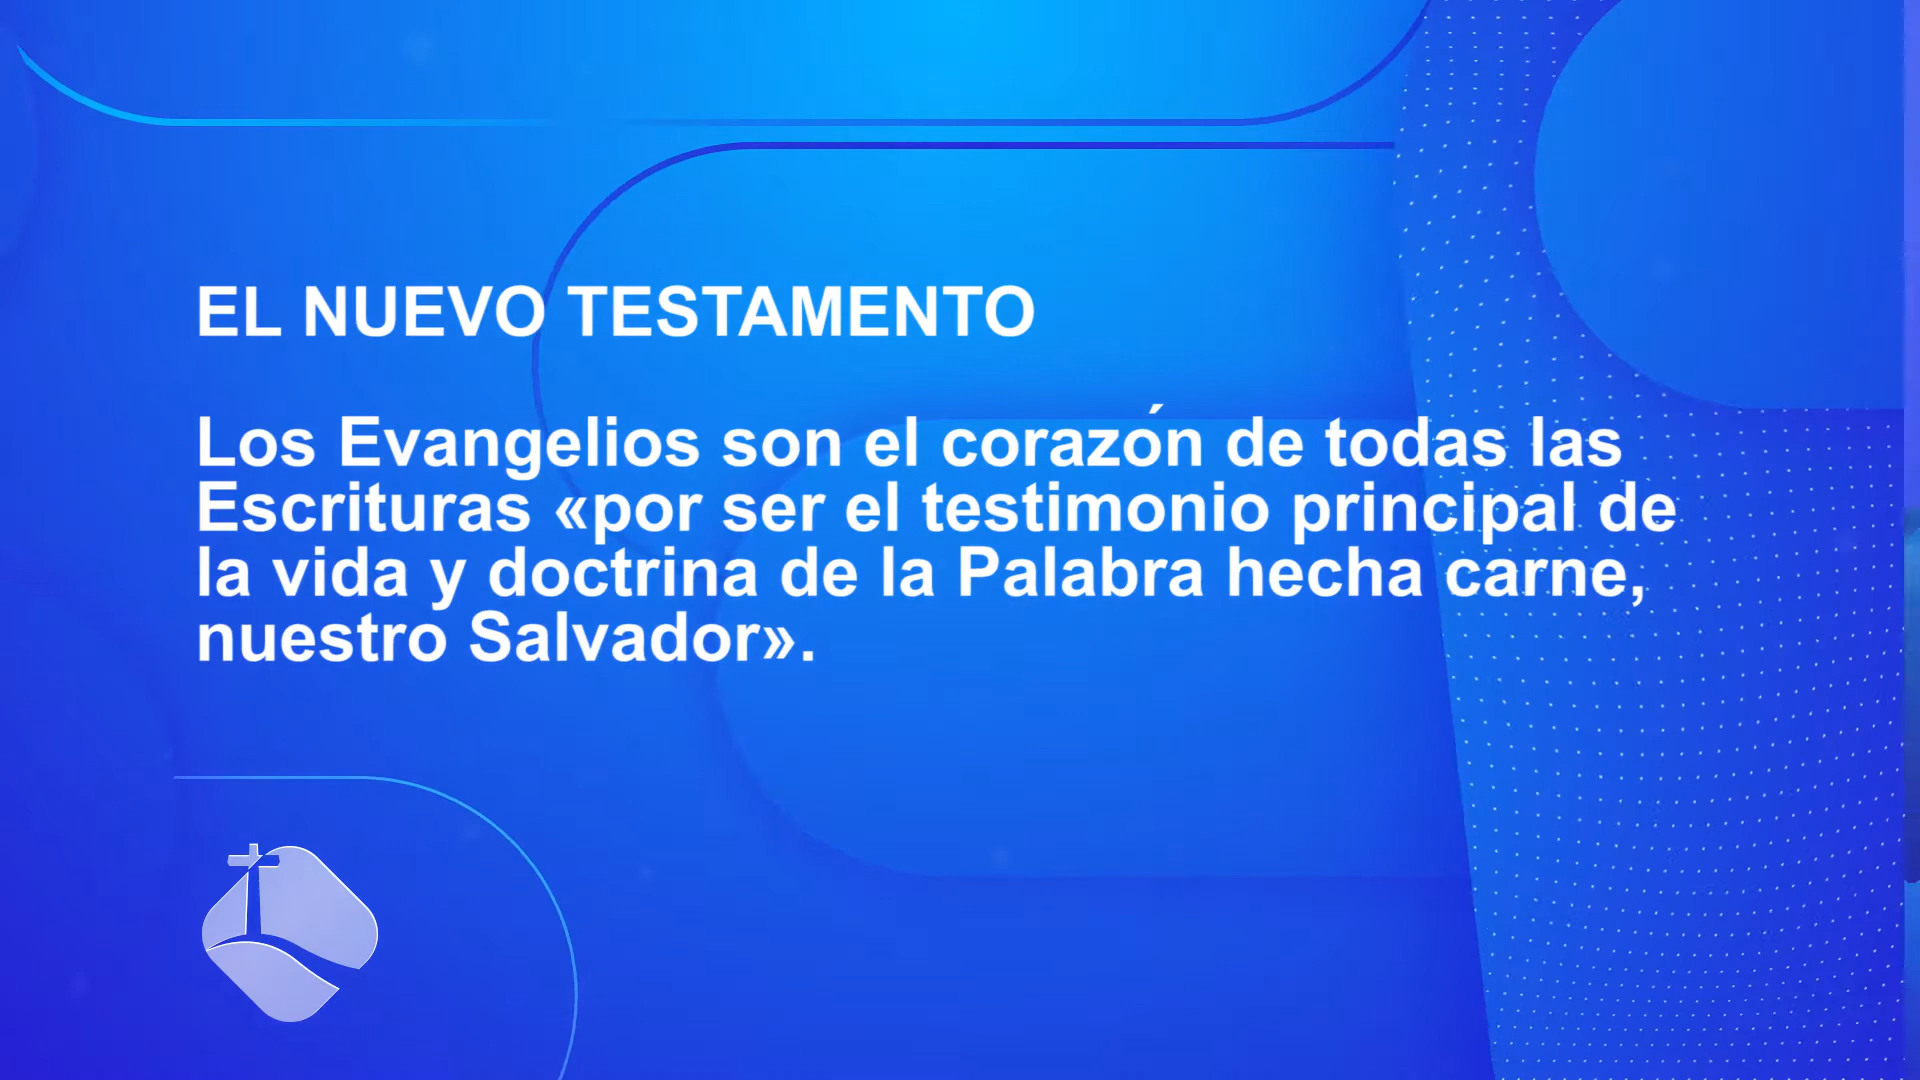 EL NUEVO TESTAMENTO
Los Evangelios son el corazón de todas las
Escrituras «por ser el testimonio principal de
la vida y doctrina de la Palabra hecha carne,
nuestro Salvador».